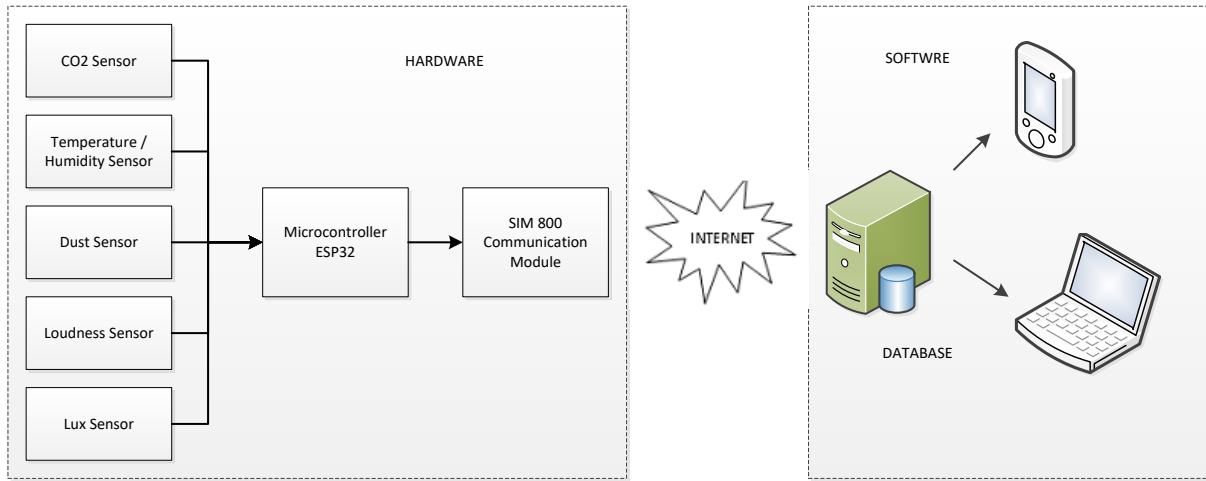 CO2 Sensor
HARDWARE
Temperature /
Humidity Sensor
Dust Sensor
Microcontroller
ESP32
SIM 800
Communication
Module
Loudness Sensor
Lux Sensor
INTERNET
SOFTWRE
DATABASE